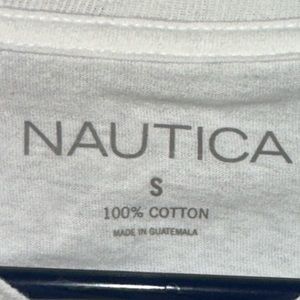 NAUTICA
S
100% COTTON
MADE IN GUATEMALA